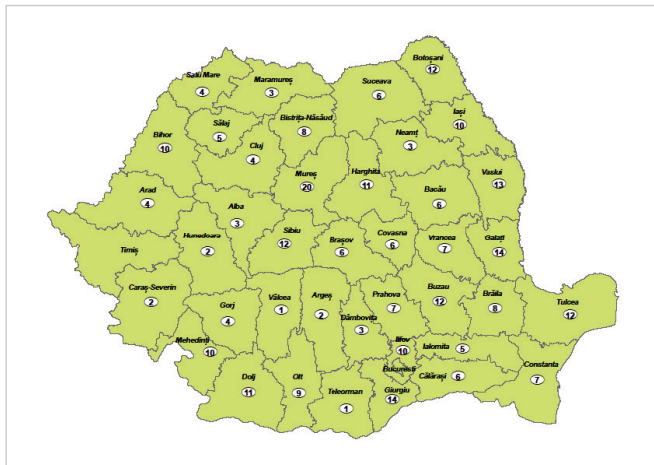 Botoșani
12
Satu Mare
4
Maramureș
3
Suceava
6
Iași
10
Sălaj
5
Bistrița-Năsăud
8
Neamț
3
Bihor
10
Cluj
4
Mureș
20
Harghita
11
Vaslui
13
Bacău
6
Arad
4
Alba
3
Hunedoara
2
Sibiu
12
Brașov
6
Covasna
6
Vrancea
7
Galați
14
Timiș
Caraș-Severin
2
Gorj
4
Vâlcea
1
Argeș
2
Prahova
7
Dâmbovița
3
Buzau
12
Brăila
8
Tulcea
12
Mehedinți
10
Ilfov
10
Ialomita
5
Bucuresti
Călărași
6
Constanta
7
Dolj
11
Olt
9
Teleorman
1
Giurgiu
14